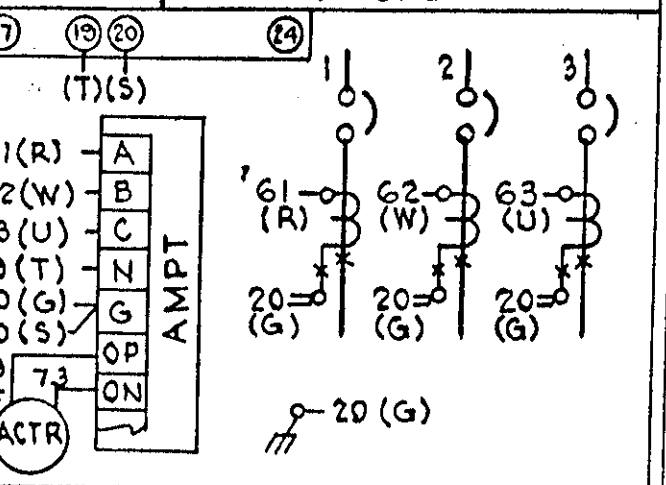 19 20 24
(T)(S)
1 2 3
1(R) A
2(W) B
3(U) C
(T) N
(G) G
(S)
OP
73 ON
ACTR
AMPT
61 62 63
(R) (W) (U)
20 20 20
(G) (G) (G)
20 (G)